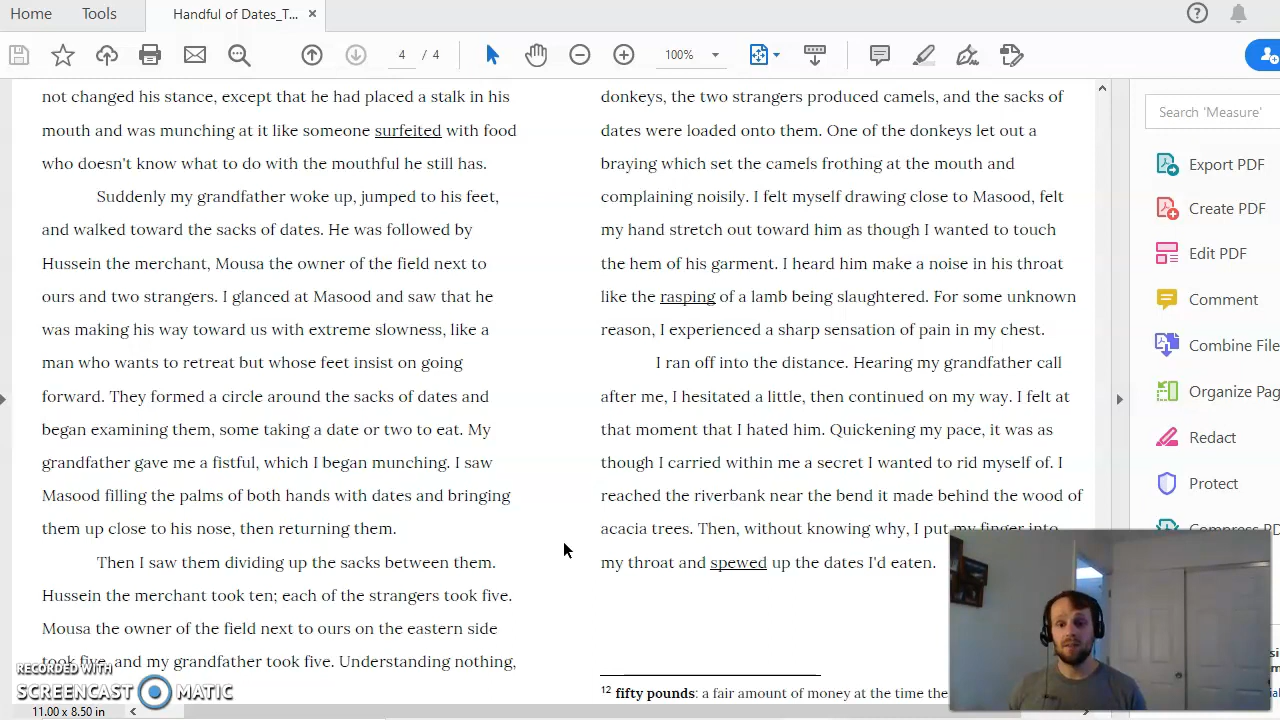 Home
Tools
Handful of Dates_T...
4 / 4
100%
not changed his stance, except that he had placed a stalk in his
mouth and was munching at it like someone surfeited with food
who doesn't know what to do with the mouthful he still has.
Suddenly my grandfather woke up, jumped to his feet,
and walked toward the sacks of dates. He was followed by
Hussein the merchant, Mousa the owner of the field next to
ours and two strangers. I glanced at Masood and saw that he
was making his way toward us with extreme slowness, like a
man who wants to retreat but whose feet insist on going
forward. They formed a circle around the sacks of dates and
began examining them, some taking a date or two to eat. My
grandfather gave me a fistful, which I began munching. I saw
Masood filling the palms of both hands with dates and bringing
them up close to his nose, then returning them.
Then I saw them dividing up the sacks between them.
Hussein the merchant took ten; each of the strangers took five.
Mousa the owner of the field next to ours on the eastern side
took five, and my grandfather took five. Understanding nothing,
donkeys, the two strangers produced camels, and the sacks of
dates were loaded onto them. One of the donkeys let out a
braying which set the camels frothing at the mouth and
complaining noisily. I felt myself drawing close to Masood, felt
my hand stretch out toward him as though I wanted to touch
the hem of his garment. I heard him make a noise in his throat
like the rasping of a lamb being slaughtered. For some unknown
reason, I experienced a sharp sensation of pain in my chest.
I ran off into the distance. Hearing my grandfather call
after me, I hesitated a little, then continued on my way. I felt at
that moment that I hated him. Quickening my pace, it was as
though I carried within me a secret I wanted to rid myself of. I
reached the riverbank near the bend it made behind the wood of
acacia trees. Then, without knowing why, I put my finger into
my throat and spewed up the dates I'd eaten.
12 fifty pounds: a fair amount of money at the time the
Search 'Measure'
Export PDF
Create PDF
Edit PDF
Comment
Combine File
Organize Pag
Redact
Protect
Compress PD
RECORDED WITH
SCREENCAST MATIC
11.00 x 8.50 in